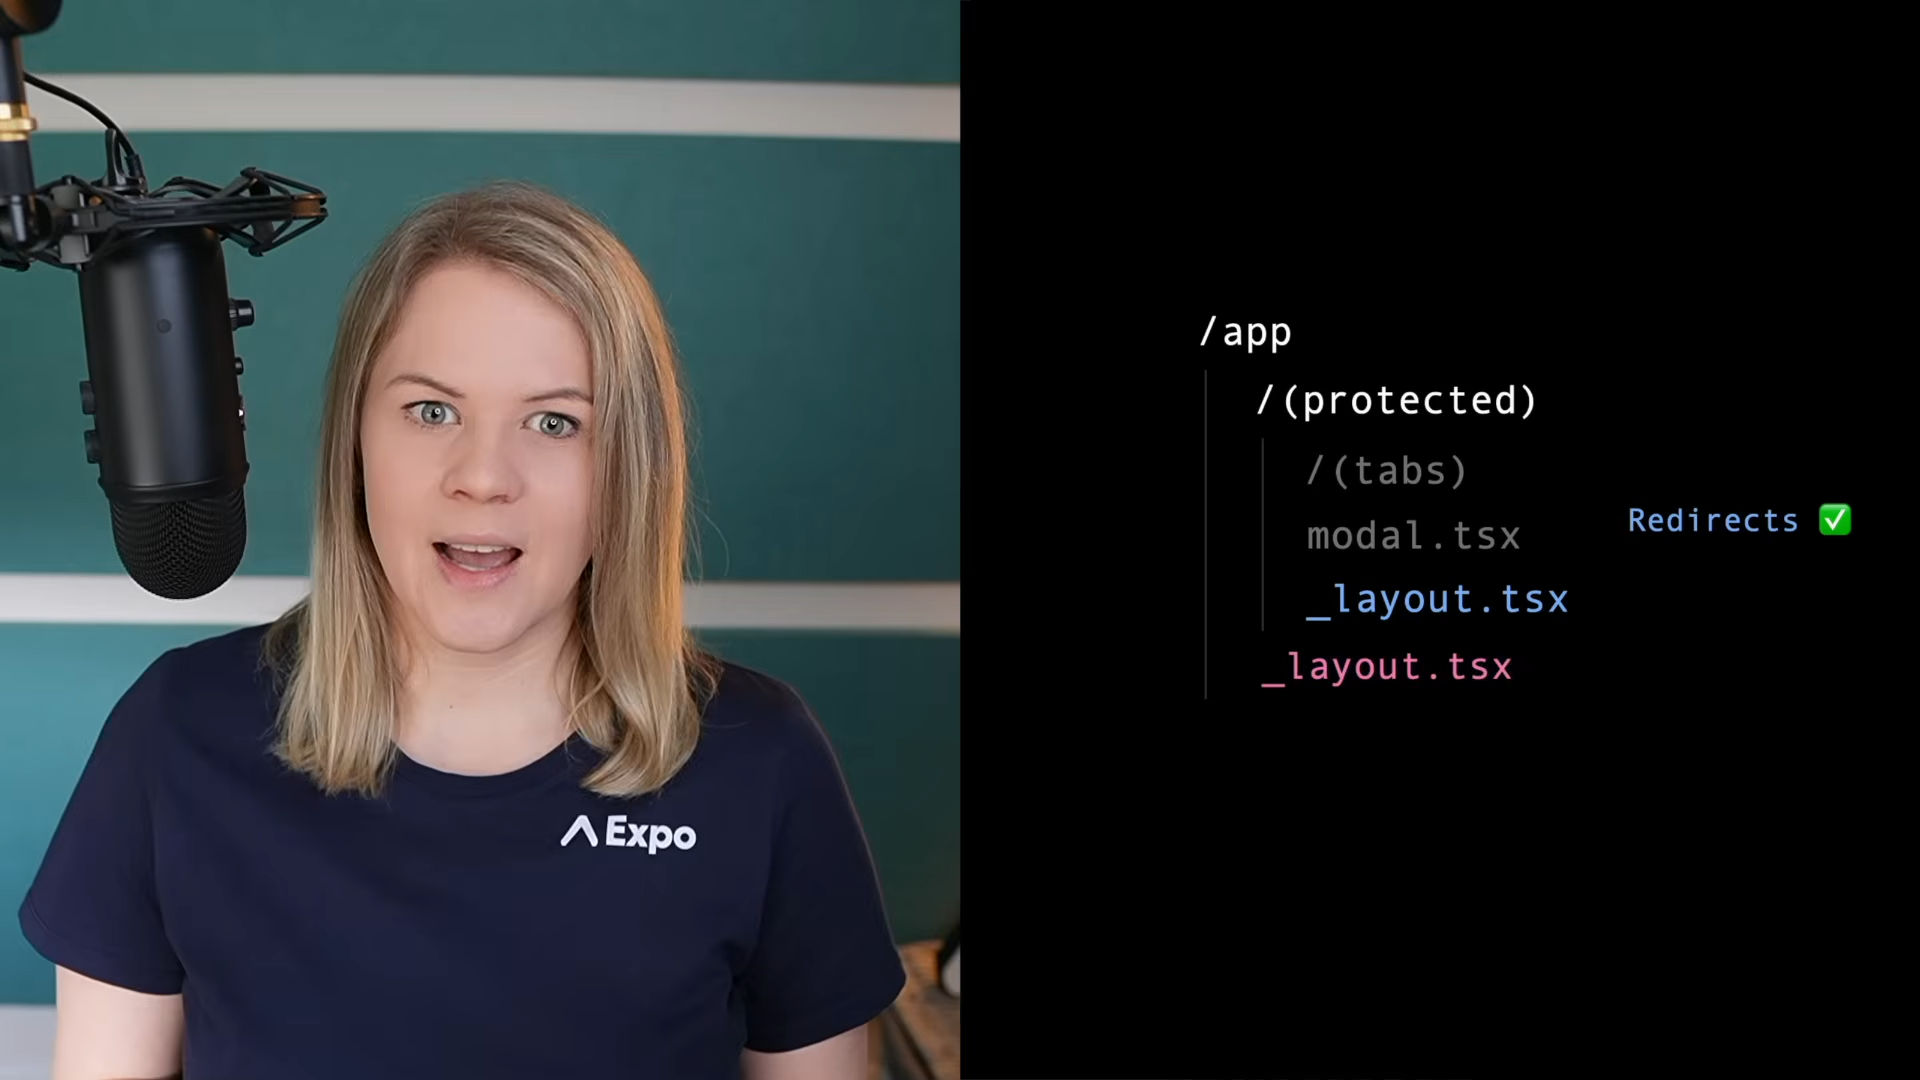 Expo
/app
/(protected)
/(tabs)
modal.tsx
Redirects ✅
_layout.tsx
_layout.tsx